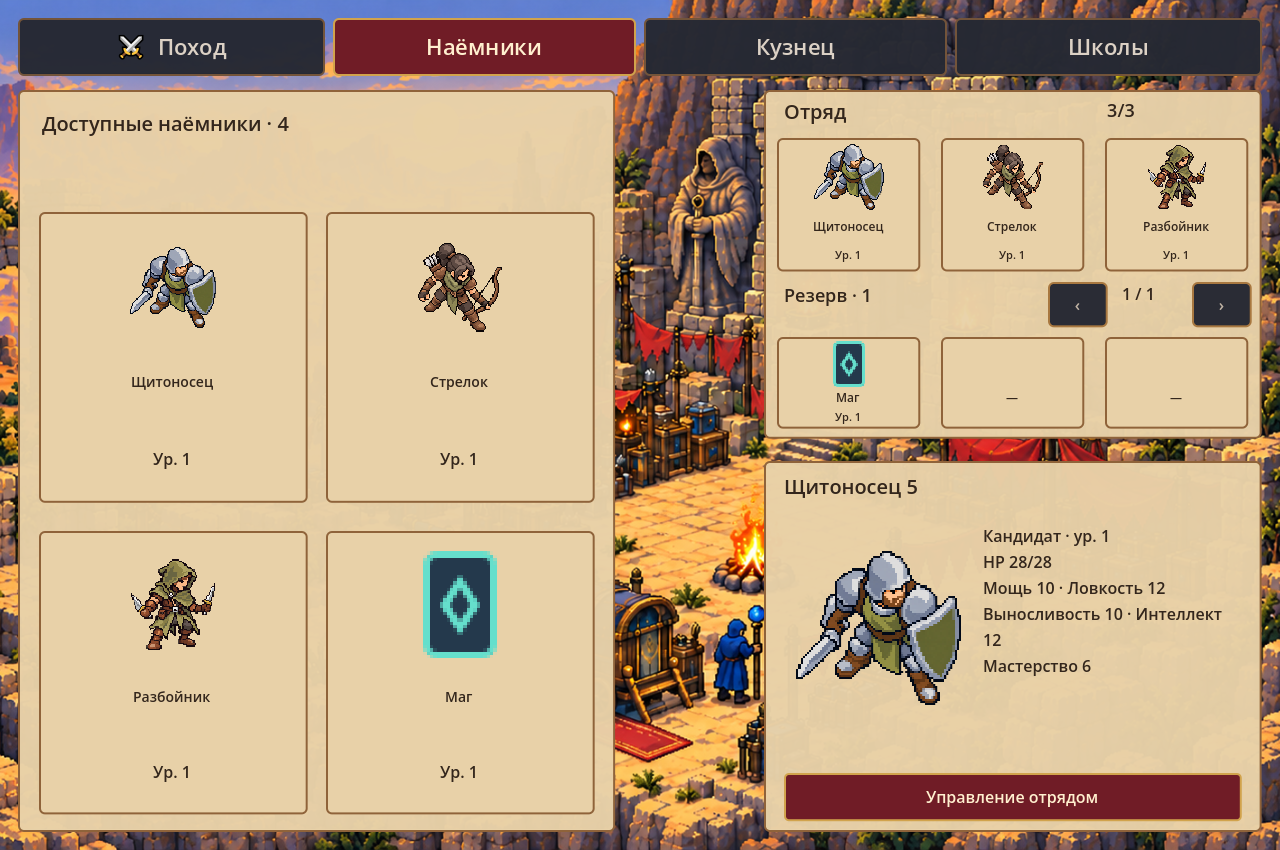 Поход
Наёмники
Кузнец
Школы
Доступные наёмники · 4
Щитоносец
Ур. 1
Стрелок
Ур. 1
Разбойник
Ур. 1
Маг
Ур. 1
Отряд
3/3
Щитоносец
Ур. 1
Стрелок
Ур. 1
Разбойник
Ур. 1
Резерв · 1
‹
1 / 1
›
Маг
Ур. 1
—
—
Щитоносец 5
Кандидат · ур. 1
HP 28/28
Мощь 10 · Ловкость 12
Выносливость 10 · Интеллект
12
Мастерство 6
Управление отрядом